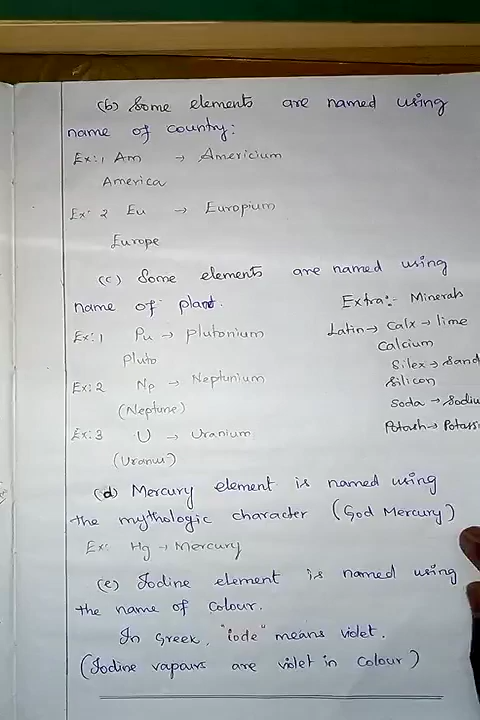 (b) Some elements are named using
name of country:
Ex:1 Am → Americium
America
Ex: 2 Eu → Europium
Europe
(c) Some elements are named using
name of plant.
Ex:1 Pu → plutonium
pluto
Ex:2 Np → Neptunium
(Neptune)
Ex:3 U → Uranium
(Uranus)
Extra:- Minerals
Latin → Calx → lime
Calcium
Silex → Sand
Silicon
Soda → Sodiu
Potash → Potassi
(d) Mercury element is named using
the mythologic character (God Mercury)
Ex: Hg → Mercury
(e) Iodine element is named using
the name of colour.
In Greek, "iode" means violet.
(Iodine vapours are violet in colour)